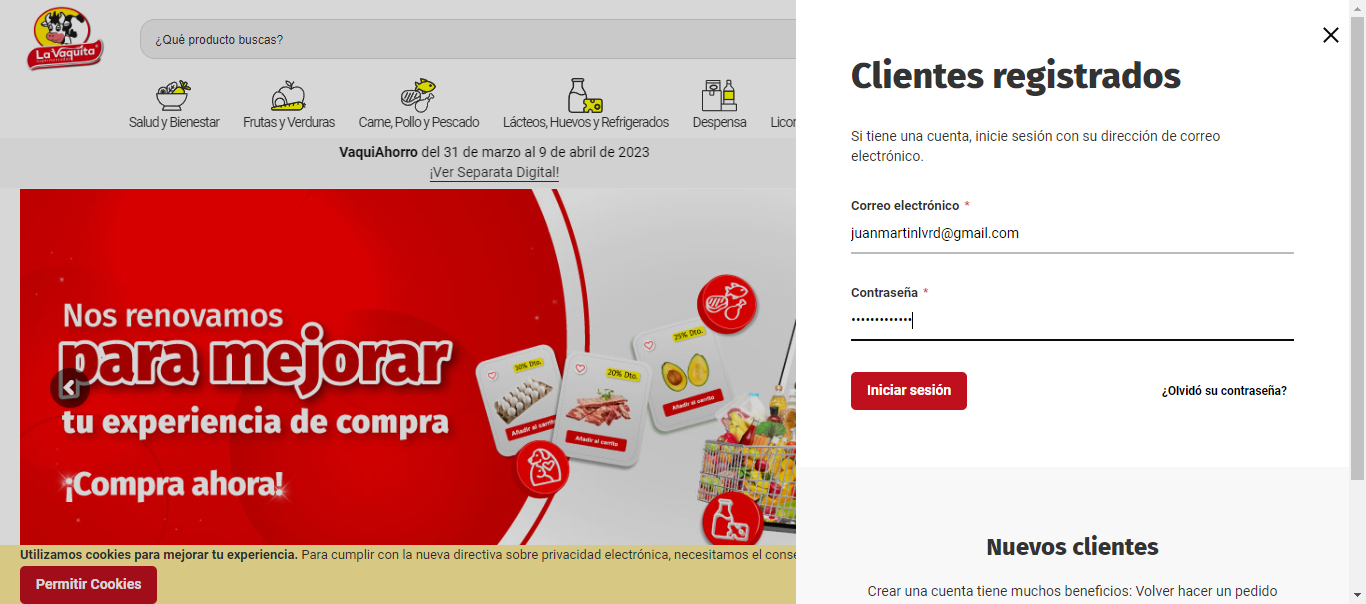 La Vaquita
¿Qué producto buscas?
Salud y Bienestar
Frutas y Verduras
Carne, Pollo y Pescado
Lácteos, Huevos y Refrigerados
Despensa
Licor
VaquiAhorro del 31 de marzo al 9 de abril de 2023
¡Ver Separata Digital!
Nos renovamos
para mejorar
tu experiencia de compra
¡Compra ahora!
30% Dto.
Añadir al carrito
20% Dto.
Añadir al carrito
25% Dto.
Añadir al carrito
Utilizamos cookies para mejorar tu experiencia. Para cumplir con la nueva directiva sobre privacidad electrónica, necesitamos el conse
Permitir Cookies
Clientes registrados
Si tiene una cuenta, inicie sesión con su dirección de correo
electrónico.
Correo electrónico *
juanmartinlvrd@gmail.com
Contraseña *
•••••••••••••
Iniciar sesión
¿Olvidó su contraseña?
Nuevos clientes
Crear una cuenta tiene muchos beneficios: Volver hacer un pedido